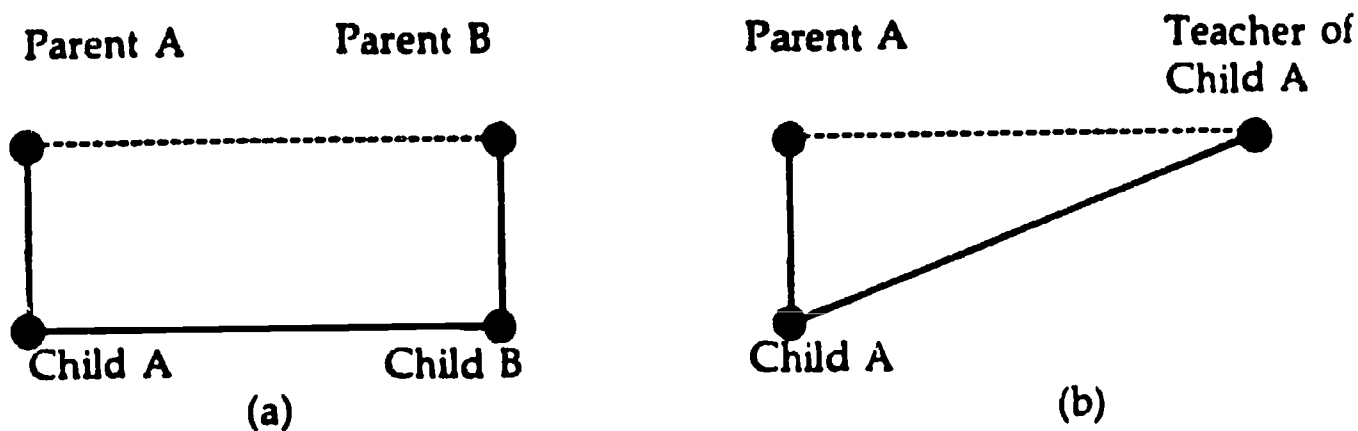 Parent A
Parent B
Child A
Child B
(a)
Parent A
Teacher of
Child A
Child A
(b)